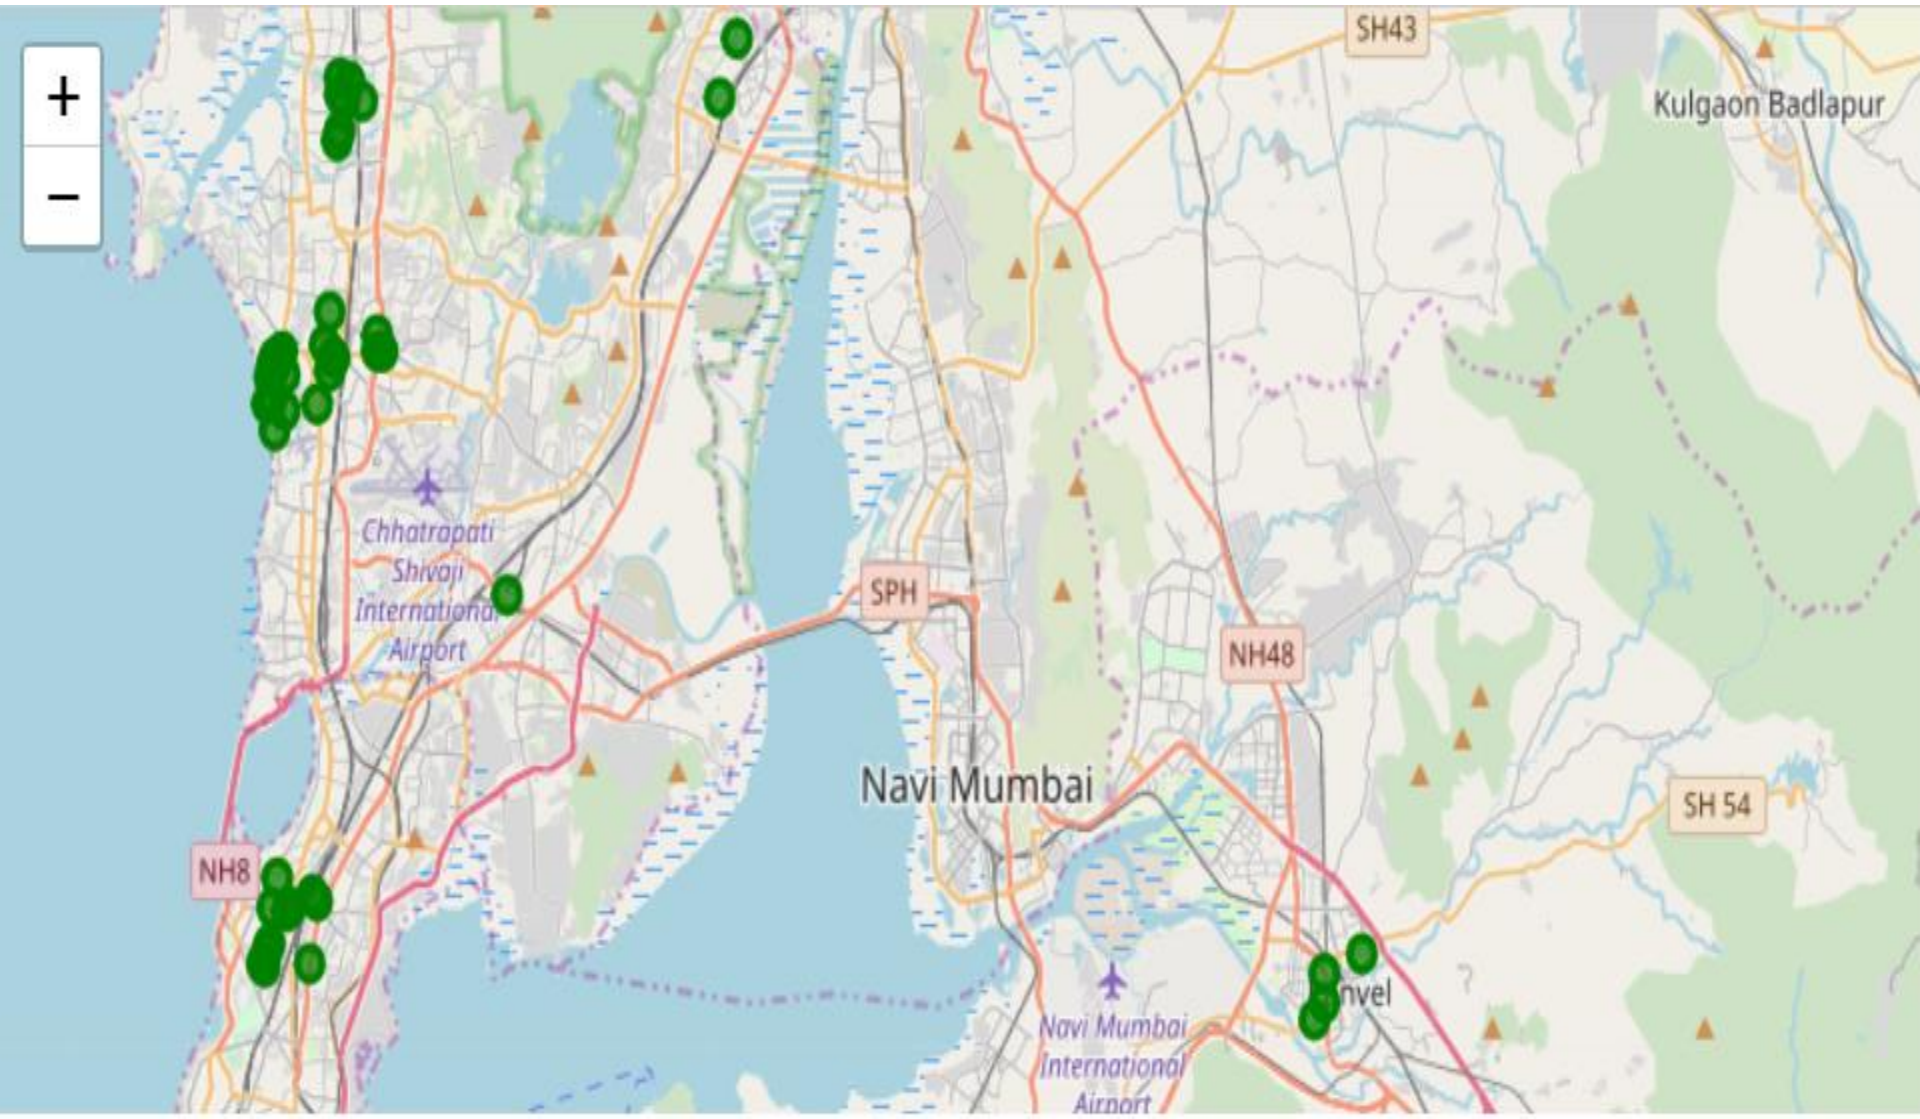 +
−
SH43
Kulgaon Badlapur
Chhatrapati
Shivaji
International
Airport
SPH
NH48
Navi Mumbai
SH 54
NH8
nvel
Navi Mumbai
International
Airport